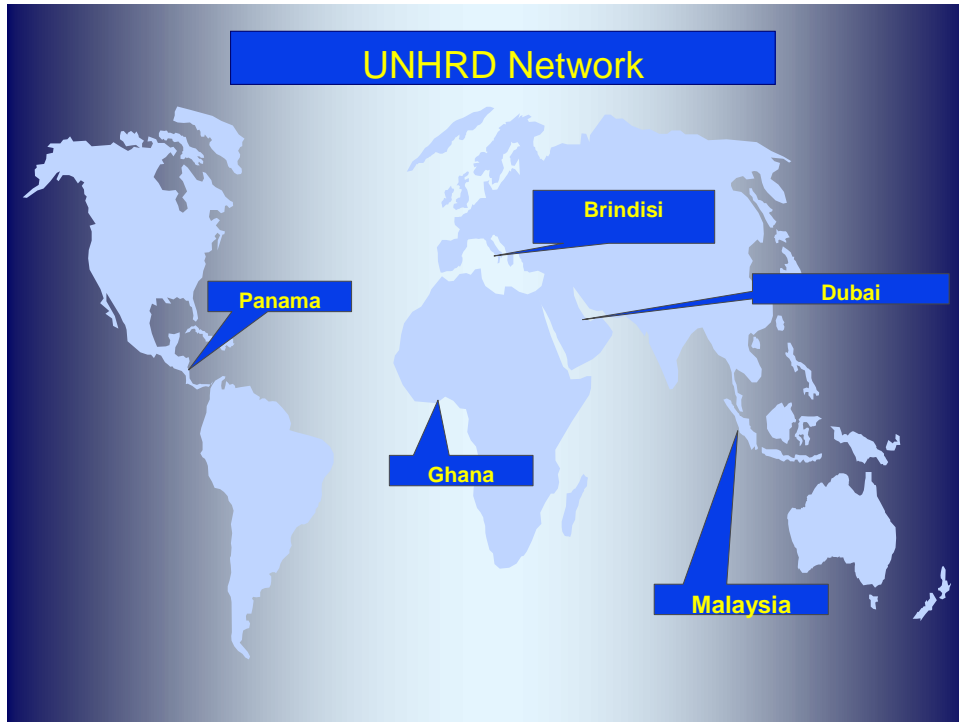 UNHRD Network
Brindisi
Panama
Dubai
Ghana
Malaysia